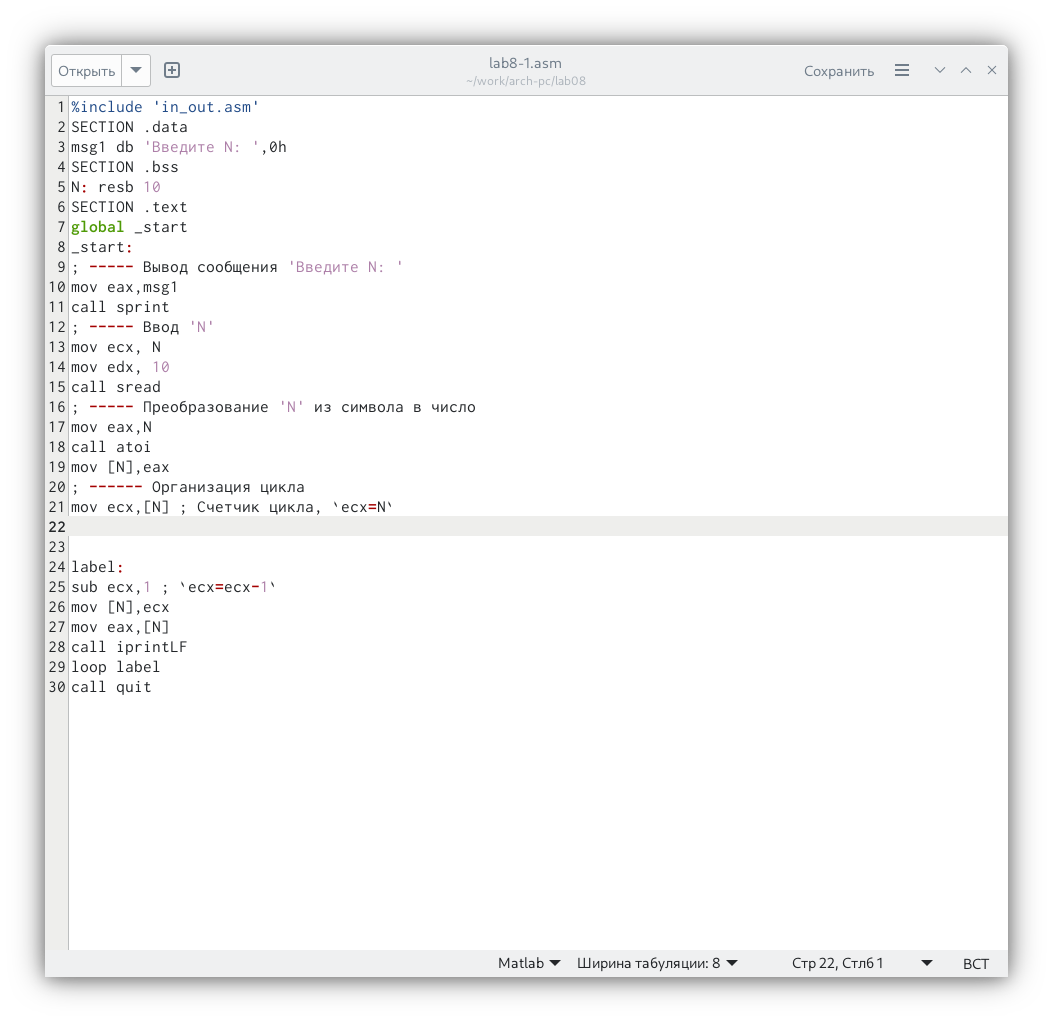 Открыть
lab8-1.asm
~/work/arch-pc/lab08
Сохранить
1 %include 'in_out.asm'
2 SECTION .data
3 msg1 db 'Введите N: ',0h
4 SECTION .bss
5 N: resb 10
6 SECTION .text
7 global _start
8 _start:
9 ; ----- Вывод сообщения 'Введите N: '
10 mov eax,msg1
11 call sprint
12 ; ----- Ввод 'N'
13 mov ecx, N
14 mov edx, 10
15 call sread
16 ; ----- Преобразование 'N' из символа в число
17 mov eax,N
18 call atoi
19 mov [N],eax
20 ; ------ Организация цикла
21 mov ecx,[N] ; Счетчик цикла, `ecx=N`
22
23
24 label:
25 sub ecx,1 ; `ecx=ecx-1`
26 mov [N],ecx
27 mov eax,[N]
28 call iprintLF
29 loop label
30 call quit
Matlab Ширина табуляции: 8 Стр 22, Стлб 1 ВСТ